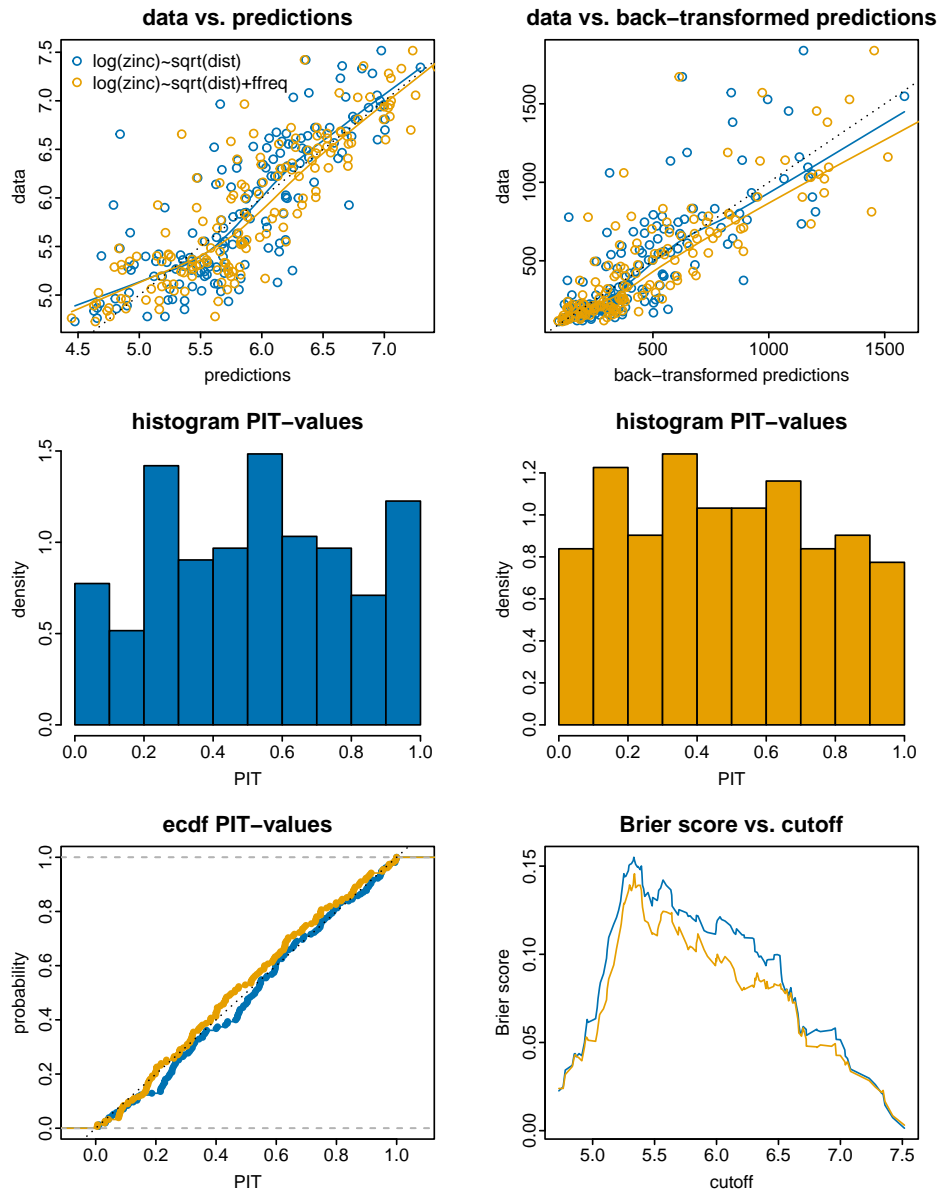 data vs. predictions
data
7.5
7.0
6.5
6.0
5.5
5.0
log(zinc)~sqrt(dist)
log(zinc)~sqrt(dist)+ffreq
4.5 5.0 5.5 6.0 6.5 7.0
predictions
data vs. back−transformed predictions
data
1500
1000
500
500 1000 1500
back−transformed predictions
histogram PIT−values
density
1.5
1.0
0.5
0.0
0.0 0.2 0.4 0.6 0.8 1.0
PIT
histogram PIT−values
density
1.2
1.0
0.8
0.6
0.4
0.2
0.0
0.0 0.2 0.4 0.6 0.8 1.0
PIT
ecdf PIT−values
probability
1.0
0.8
0.6
0.4
0.2
0.0
0.0 0.2 0.4 0.6 0.8 1.0
PIT
Brier score vs. cutoff
Brier score
0.15
0.10
0.05
0.00
5.0 5.5 6.0 6.5 7.0 7.5
cutoff